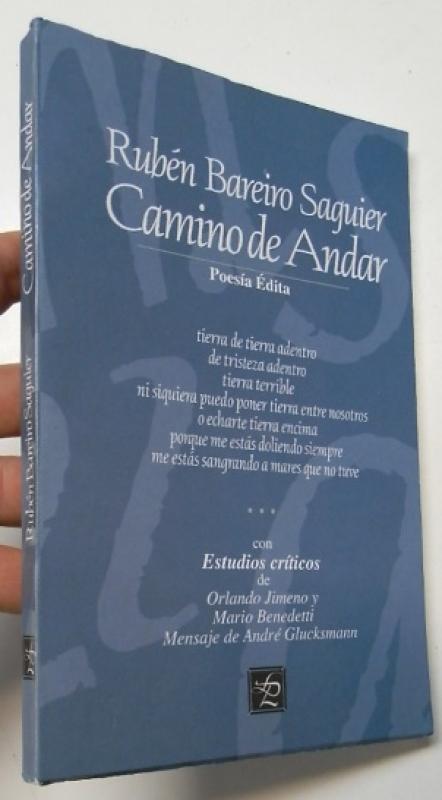 Rubén Bareiro Saguier
Camino de Andar
Poesía Édita
tierra de tierra adentro
de tristeza adentro
tierra terrible
ni siquiera puedo poner tierra entre nosotros
o echarte tierra encima
porque me estás doliendo siempre
me estás sangrando a mares que no tuve
con
Estudios críticos
de
Orlando Jimeno y
Mario Benedetti
Mensaje de André Glucksmann
Rubén Bareiro Saguier Camino de Andar